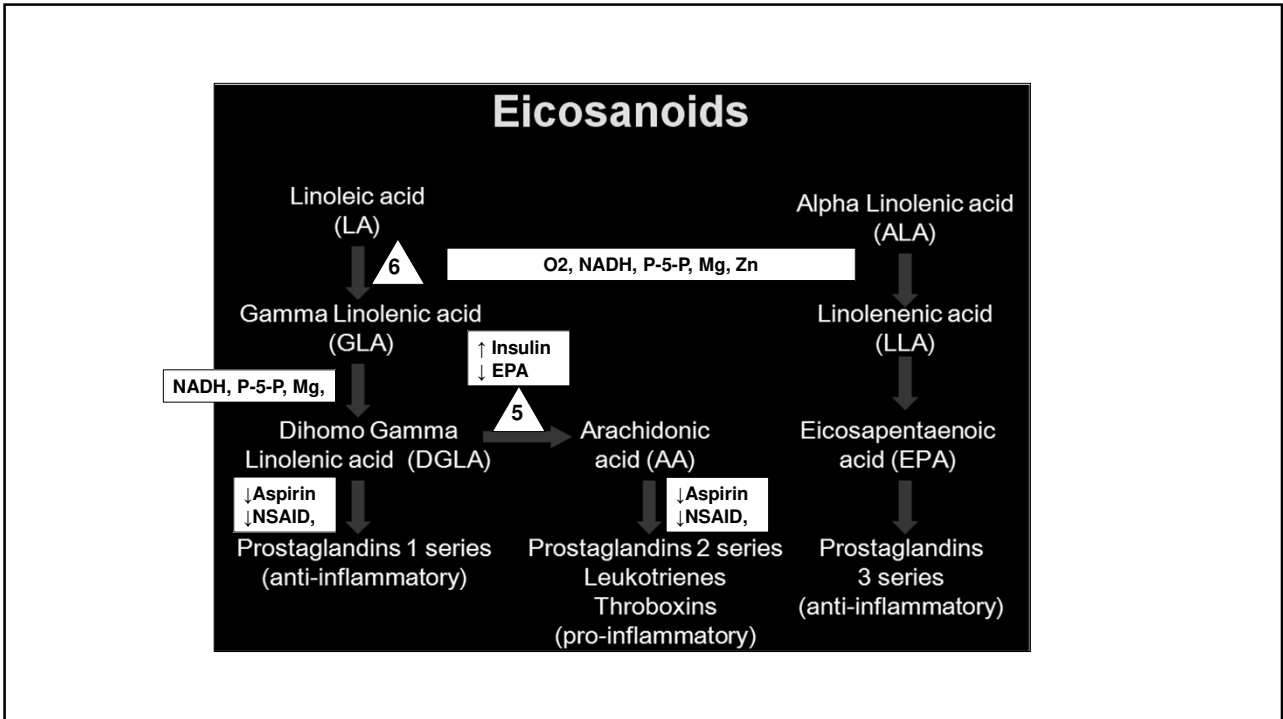 Eicosanoids
Linoleic acid
(LA)
Alpha Linolenic acid
(ALA)
6
O2, NADH, P-5-P, Mg, Zn
Gamma Linolenic acid
(GLA)
Linolenenic acid
(LLA)
↑ Insulin
↓ EPA
NADH, P-5-P, Mg,
5
Dihomo Gamma
Linolenic acid (DGLA)
Arachidonic
acid (AA)
Eicosapentaenoic
acid (EPA)
↓Aspirin
↓NSAID,
↓Aspirin
↓NSAID,
Prostaglandins 1 series
(anti-inflammatory)
Prostaglandins 2 series
Leukotrienes
Throboxins
(pro-inflammatory)
Prostaglandins
3 series
(anti-inflammatory)